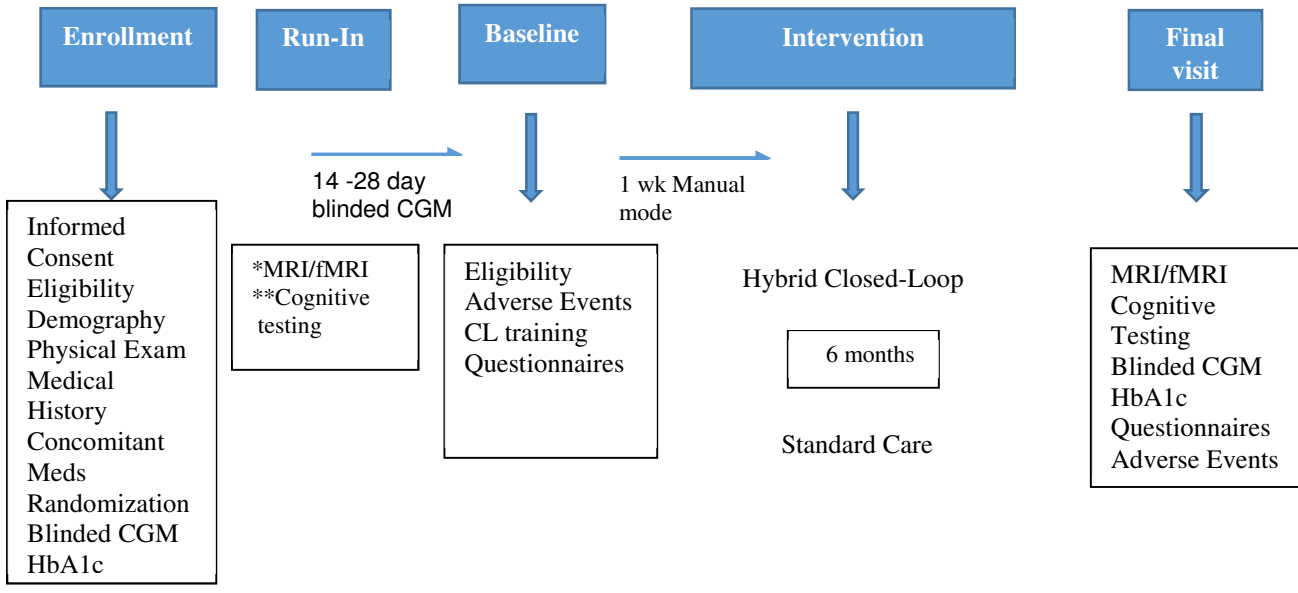 Enrollment
Run-In
Baseline
Intervention
Final
visit
14 -28 day
blinded CGM
1 wk Manual
mode
Informed
Consent
Eligibility
Demography
Physical Exam
Medical
History
Concomitant
Meds
Randomization
Blinded CGM
HbA1c
*MRI/fMRI
**Cognitive
testing
Eligibility
Adverse Events
CL training
Questionnaires
Hybrid Closed-Loop
6 months
Standard Care
MRI/fMRI
Cognitive
Testing
Blinded CGM
HbA1c
Questionnaires
Adverse Events